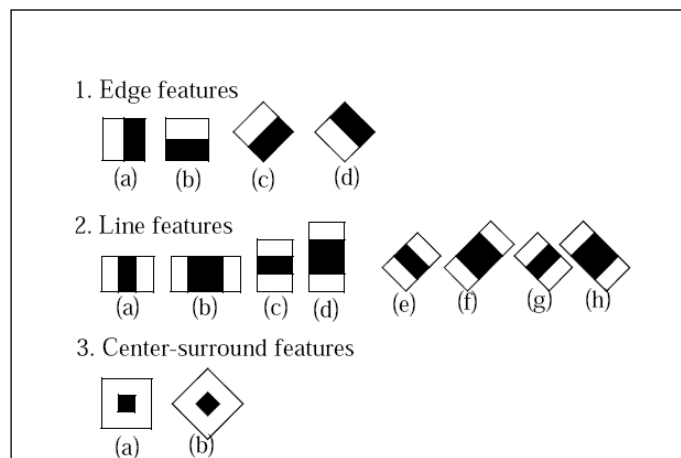 1. Edge features
(a) (b) (c) (d)
2. Line features
(a) (b) (c) (d) (e) (f) (g) (h)
3. Center-surround features
(a) (b)